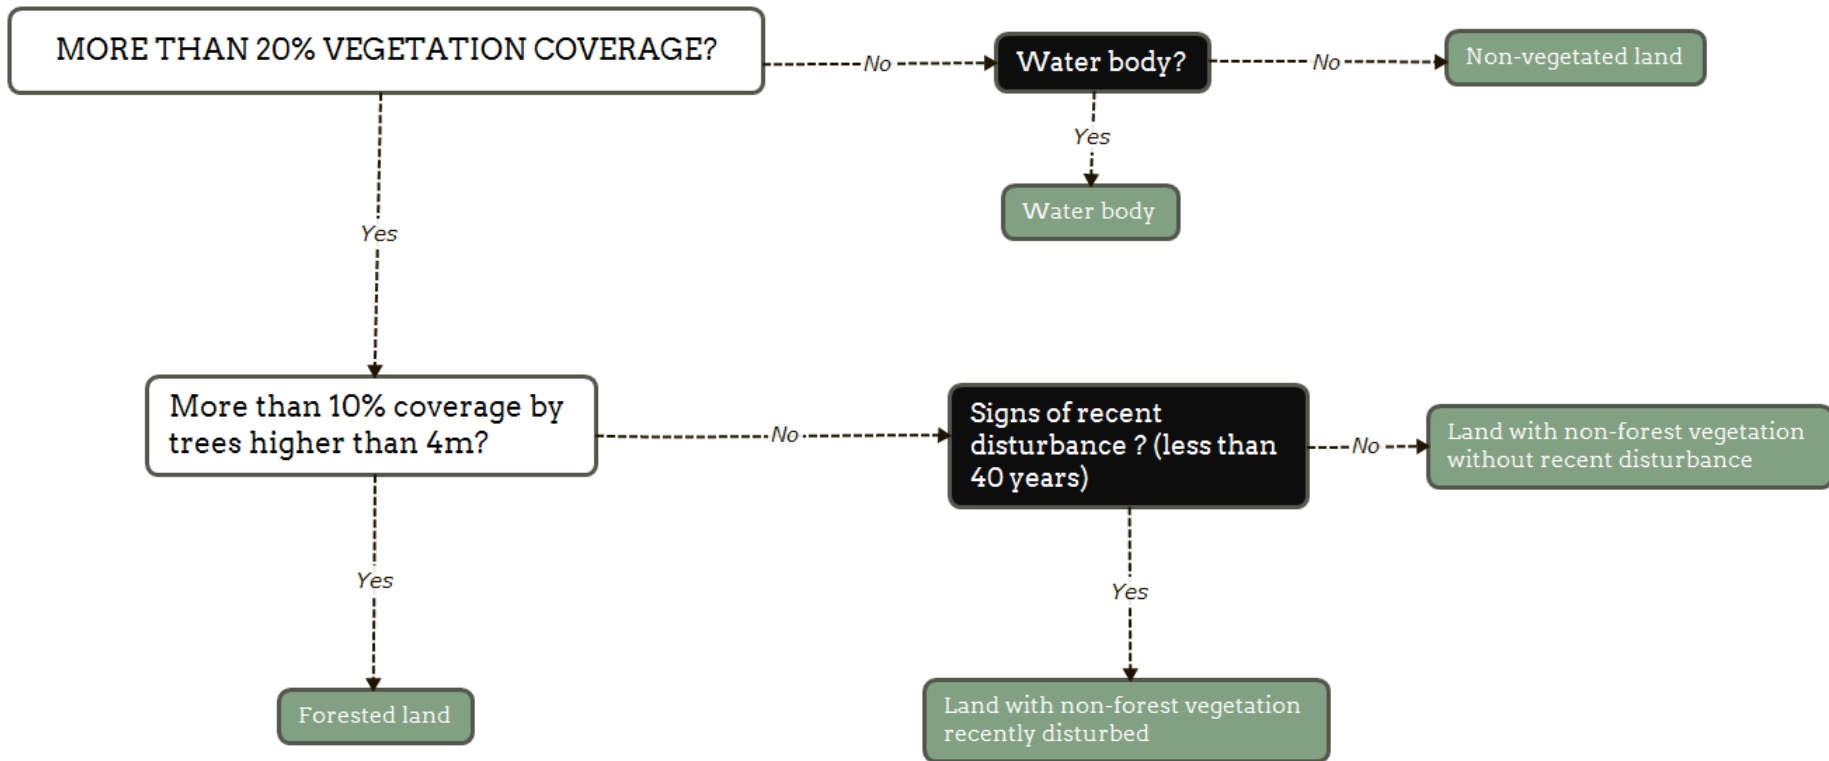 MORE THAN 20% VEGETATION COVERAGE?
No
Water body?
No
Non-vegetated land
Yes
Water body
Yes
More than 10% coverage by
trees higher than 4m?
No
Signs of recent
disturbance ? (less than
40 years)
No
Land with non-forest vegetation
without recent disturbance
Yes
Yes
Forested land
Land with non-forest vegetation
recently disturbed